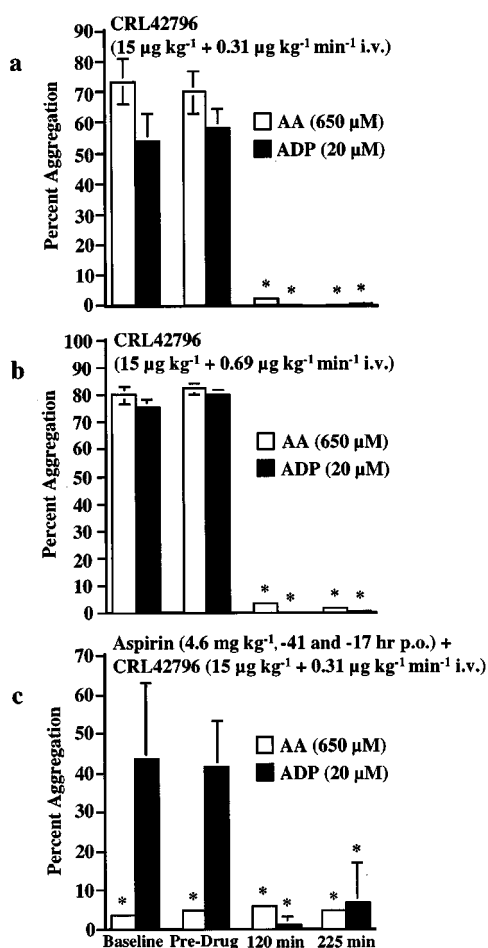 a
CRL42796
(15 µg kg⁻¹ + 0.31 µg kg⁻¹ min⁻¹ i.v.)
90
80
70
60
50
40
30
20
10
0
Percent Aggregation
AA (650 µM)
ADP (20 µM)
* * * *
b
CRL42796
(15 µg kg⁻¹ + 0.69 µg kg⁻¹ min⁻¹ i.v.)
100
90
80
70
60
50
40
30
20
10
0
Percent Aggregation
AA (650 µM)
ADP (20 µM)
* * * *
Aspirin (4.6 mg kg⁻¹, -41 and -17 hr p.o.) +
CRL42796 (15 µg kg⁻¹ + 0.31 µg kg⁻¹ min⁻¹ i.v.)
c
70
60
50
40
30
20
10
0
Percent Aggregation
AA (650 µM)
ADP (20 µM)
* * * * * *
Baseline Pre-Drug 120 min 225 min